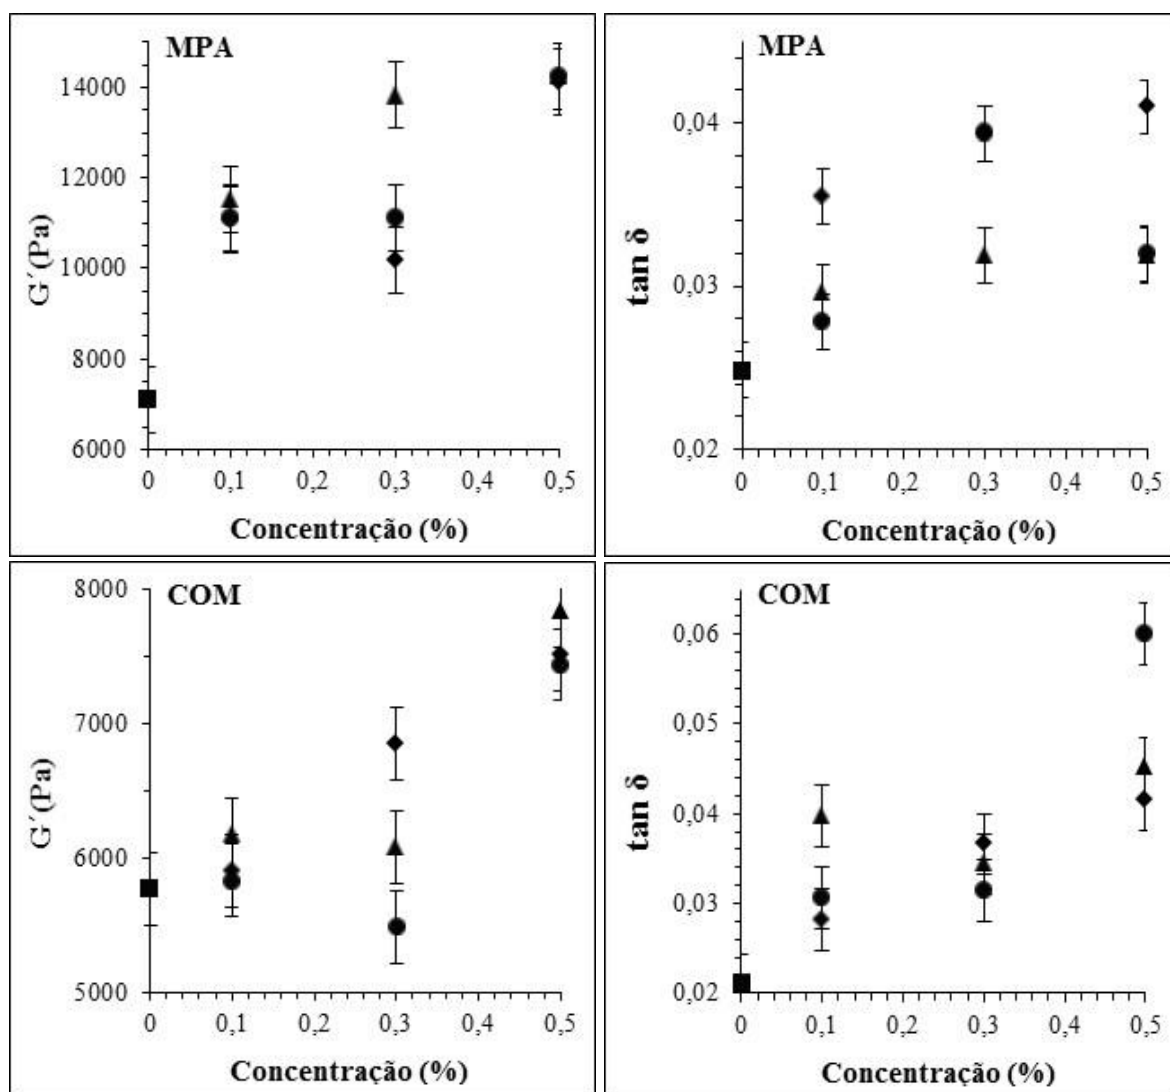 MPA
14000
12000
10000
8000
6000
G´(Pa)
0 0,1 0,2 0,3 0,4 0,5
Concentração (%)
MPA
0,04
0,03
0,02
tan δ
0 0,1 0,2 0,3 0,4 0,5
Concentração (%)
COM
8000
7000
6000
5000
G´(Pa)
0 0,1 0,2 0,3 0,4 0,5
Concentração (%)
COM
0,06
0,05
0,04
0,03
0,02
tan δ
0 0,1 0,2 0,3 0,4 0,5
Concentração (%)